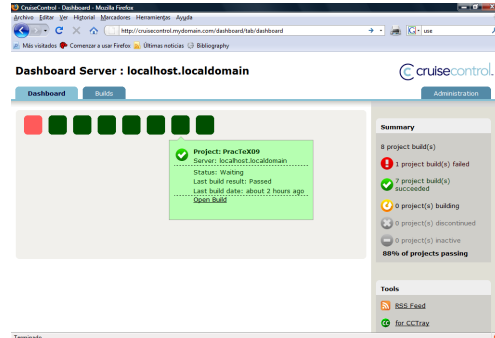 CruiseControl - Dashboard - Mozilla Firefox
Archivo Editar Ver Historial Marcadores Herramientas Ayuda
http://cruisecontrol.mydomain.com/dashboard/tab/dashboard
use
Más visitados Comenzar a usar Firefox Últimas noticias Bibliography
Dashboard Server : localhost.localdomain
cruisecontrol.
Dashboard Builds Administration
Project: PracTeX09
Server: localhost.localdomain
Status: Waiting
Last build result: Passed
Last build date: about 2 hours ago
Open Build
Summary
8 project build(s)
1 project build(s) failed
7 project build(s)
succeeded
0 project(s) building
0 project(s) discontinued
0 project(s) inactive
88% of projects passing
Tools
RSS Feed
for CCTray
Terminado